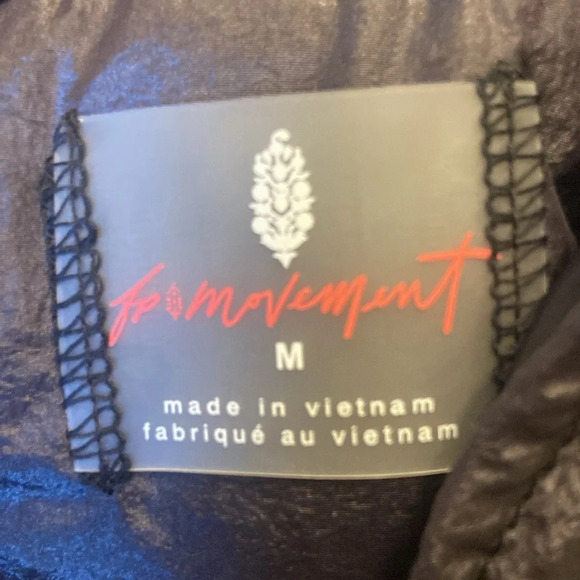 fp movement
M
made in vietnam
fabriqué au vietnam